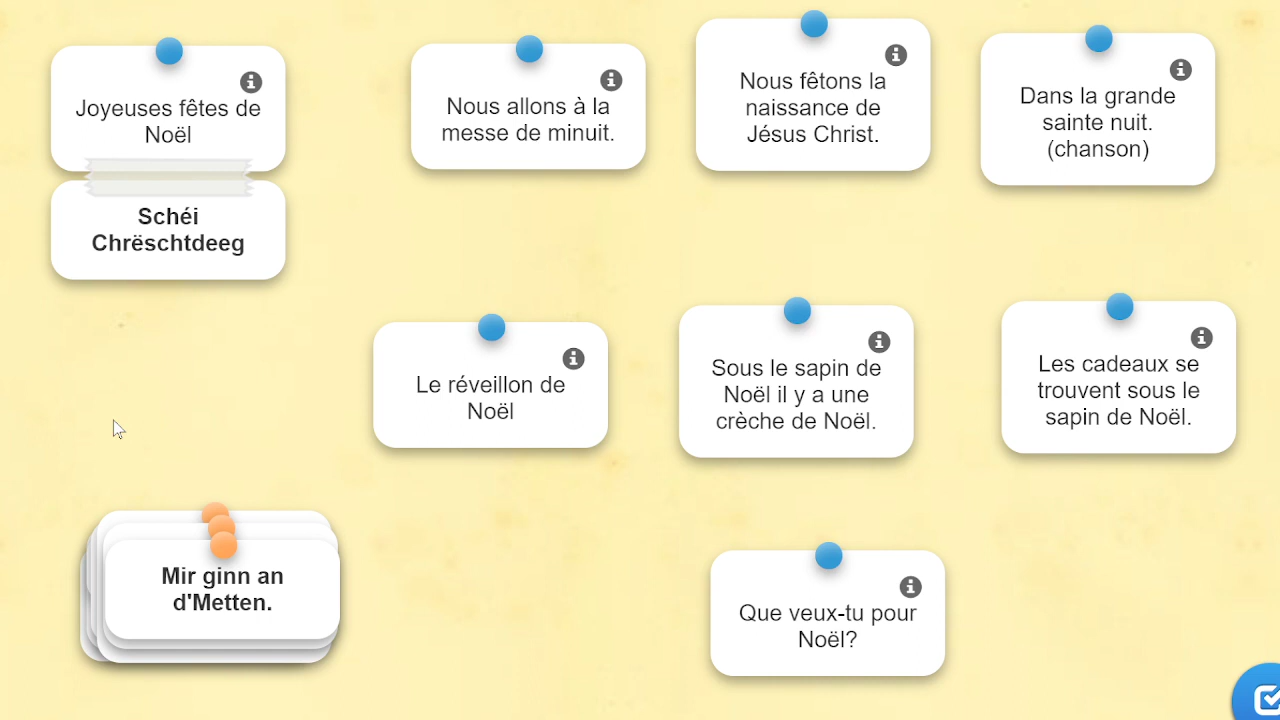 Joyeuses fêtes de
Noël
Schéi
Chrëschtdeeg
Nous allons à la
messe de minuit.
Nous fêtons la
naissance de
Jésus Christ.
Dans la grande
sainte nuit.
(chanson)
Le réveillon de
Noël
Sous le sapin de
Noël il y a une
crèche de Noël.
Les cadeaux se
trouvent sous le
sapin de Noël.
Mir ginn an
d'Metten.
Que veux-tu pour
Noël?